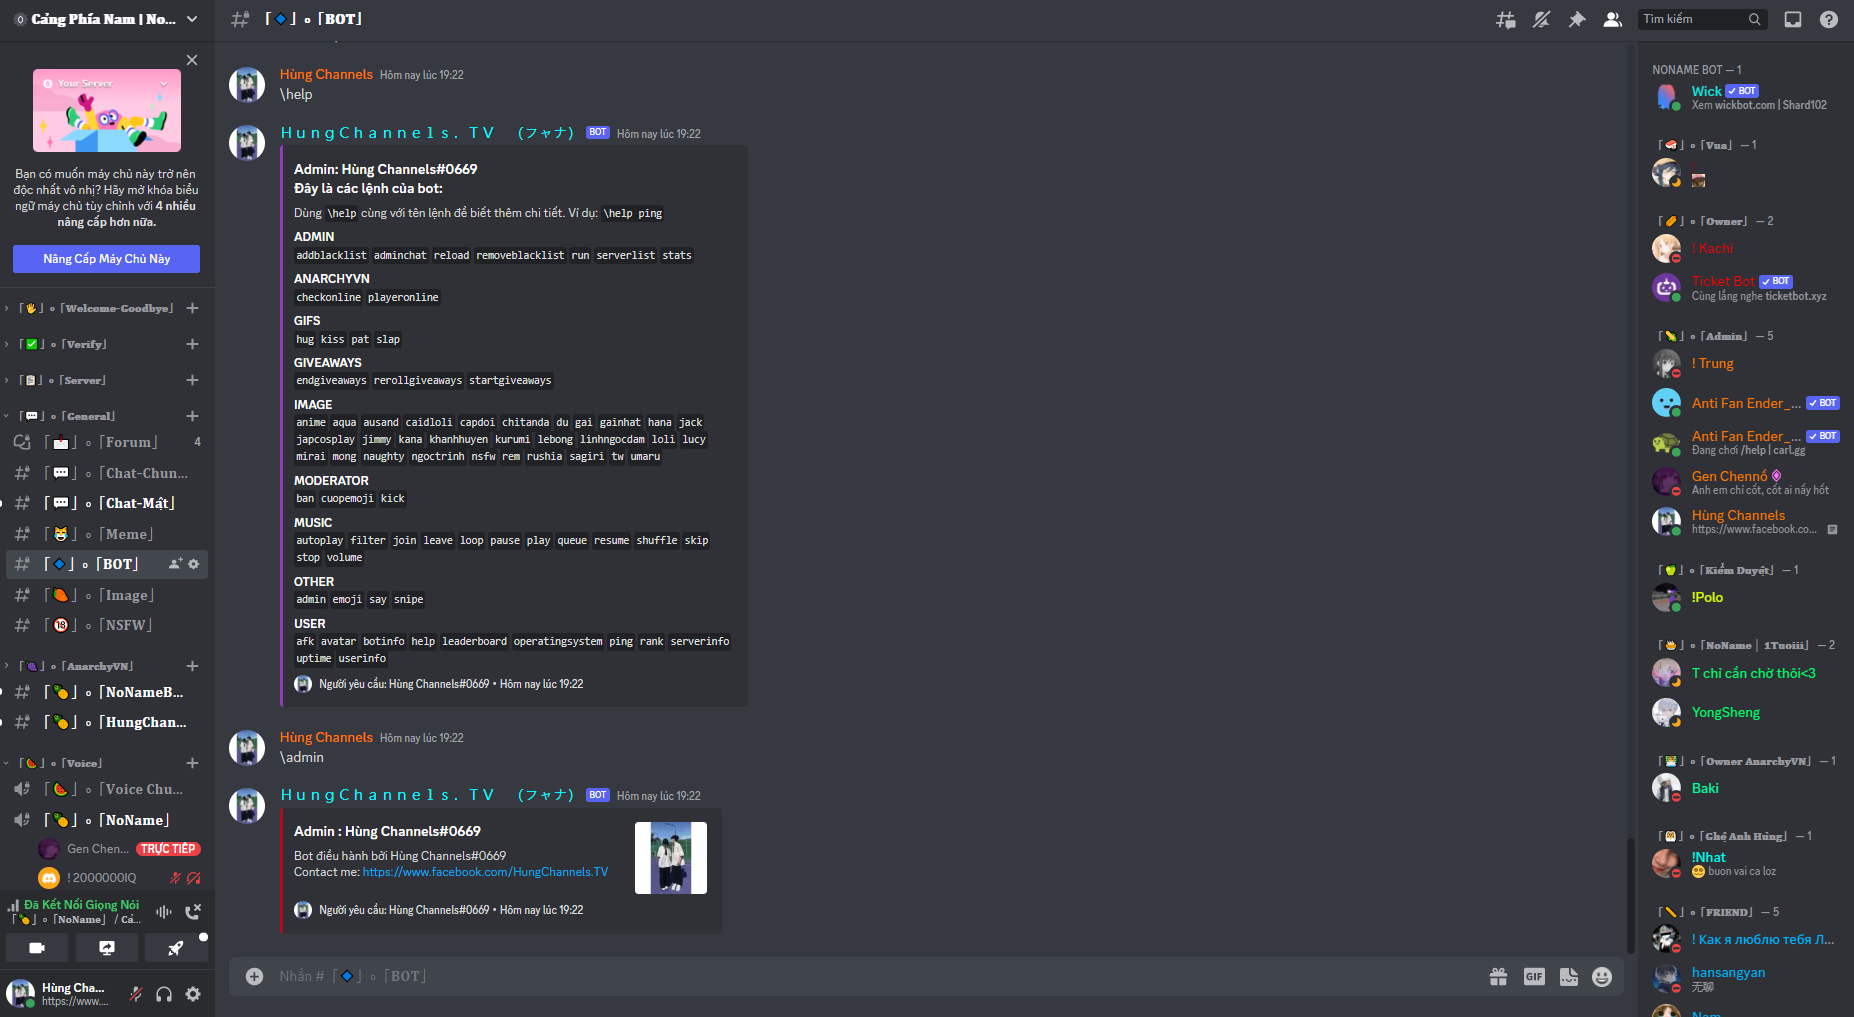 Cảng Phía Nam | No...
Your Server
Bạn có muốn máy chủ này trở nên
độc nhất vô nhị? Hãy mở khóa biểu
ngữ máy chủ tùy chỉnh với 4 nhiều
nâng cấp hơn nữa.
Nâng Cấp Máy Chủ Này
「👋」∘「Welcome-Goodbye」
「✅」∘「Verify」
「📋」∘「Server」
「💬」∘「General」
「📩」∘「Forum」 4
「💬」∘「Chat-Chun...
「💬」∘「Chat-Mật」
「😹」∘「Meme」
「🔷」∘「BOT」
「🥭」∘「Image」
「🔞」∘「NSFW」
「🍇」∘「AnarchyVN」
「🍍」∘「NoNameB...
「🍍」∘「HungChan...
「🍉」∘「Voice」
「🍉」∘「Voice Chu...
「🍍」∘「NoName」
Gen Chen... TRỰC TIẾP
! 2000000IQ
Đã Kết Nối Giọng Nói
「🍍」∘「NoName」 / Cả...
Hùng Cha...
https://www....
「🔷」∘「BOT」
Tìm kiếm
Hùng Channels Hôm nay lúc 19:22
\help
HungChannels.TV (フャナ) BOT Hôm nay lúc 19:22
Admin: Hùng Channels#0669
Đây là các lệnh của bot:
Dùng \help cùng với tên lệnh để biết thêm chi tiết. Ví dụ: \help ping
ADMIN
addblacklist adminchat reload removeblacklist run serverlist stats
ANARCHYVN
checkonline playeronline
GIFS
hug kiss pat slap
GIVEAWAYS
endgiveaways rerollgiveaways startgiveaways
IMAGE
anime aqua ausand caidloli capdoi chitanda du gai gainhat hana jack
japcosplay jimmy kana khanhhuyen kurumi lebong linhngocdam loli lucy
mirai mong naughty ngoctrinh nsfw rem rushia sagiri tw umaru
MODERATOR
ban cuopemoji kick
MUSIC
autoplay filter join leave loop pause play queue resume shuffle skip
stop volume
OTHER
admin emoji say snipe
USER
afk avatar botinfo help leaderboard operatingsystem ping rank serverinfo
uptime userinfo
Người yêu cầu: Hùng Channels#0669 • Hôm nay lúc 19:22
Hùng Channels Hôm nay lúc 19:22
\admin
HungChannels.TV (フャナ) BOT Hôm nay lúc 19:22
Admin : Hùng Channels#0669
Bot điều hành bởi Hùng Channels#0669
Contact me: https://www.facebook.com/HungChannels.TV
Người yêu cầu: Hùng Channels#0669 • Hôm nay lúc 19:22
Nhắn #「🔷」∘「BOT」
GIF
NONAME BOT — 1
Wick BOT
Xem wickbot.com | Shard102
「🍣」∘「Vua」 — 1
「🥖」∘「Owner」 — 2
! Kachi
Ticket Bot BOT
Cùng lắng nghe ticketbot.xyz
「🌽」∘「Admin」 — 5
! Trung
Anti Fan Ender_... BOT
Anti Fan Ender_... BOT
Đang chơi /help | carl.gg
Gen Chennố
Anh em chí cốt, cốt ai nấy hốt
Hùng Channels
https://www.facebook.co...
「🍏」∘「Kiểm Duyệt」 — 1
!Polo
「」∘「NoName | 1Tuoiii」 — 2
T chỉ cần chờ thôi<3
YongSheng
「」∘「Owner AnarchyVN」 — 1
Baki
「」∘「Ghệ Anh Hưng」 — 1
!Nhat
buon vai ca loz
「」∘「FRIEND」 — 5
! Как я люблю тебя Л...
hansangyan
无聊
Nam